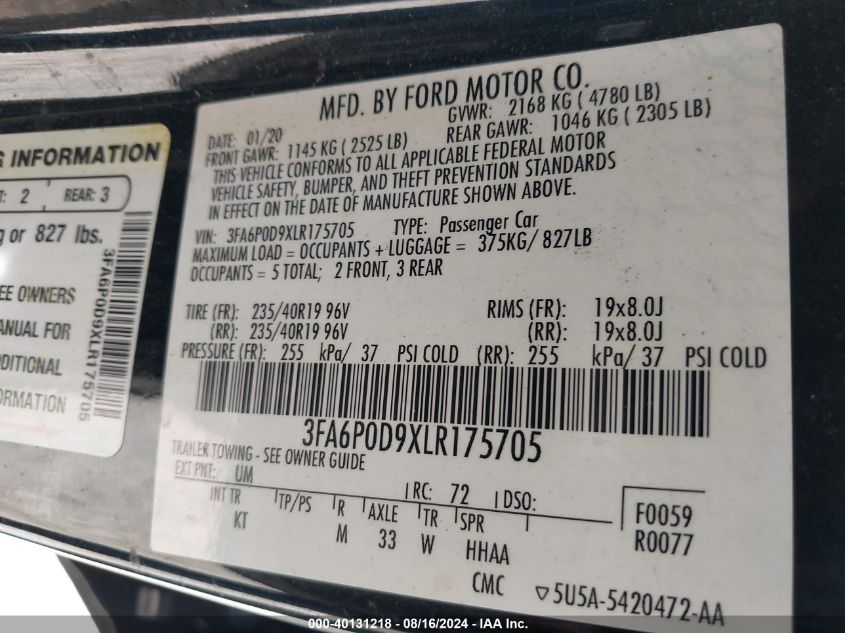 G INFORMATION
T: 2 REAR: 3
g or 827 lbs.
EE OWNERS
ANUAL FOR
DDITIONAL
ORMATION
3FA6P0D9XLR175705
MFD. BY FORD MOTOR CO.
DATE: 01/20 GVWR: 2168 KG ( 4780 LB)
FRONT GAWR: 1145 KG ( 2525 LB) REAR GAWR: 1046 KG ( 2305 LB)
THIS VEHICLE CONFORMS TO ALL APPLICABLE FEDERAL MOTOR
VEHICLE SAFETY, BUMPER, AND THEFT PREVENTION STANDARDS
IN EFFECT ON THE DATE OF MANUFACTURE SHOWN ABOVE.
VIN: 3FA6P0D9XLR175705 TYPE: Passenger Car
MAXIMUM LOAD = OCCUPANTS + LUGGAGE = 375KG/ 827LB
OCCUPANTS = 5 TOTAL; 2 FRONT, 3 REAR
TIRE (FR): 235/40R19 96V RIMS (FR): 19x8.0J
(RR): 235/40R19 96V (RR): 19x8.0J
PRESSURE (FR): 255 kPa/ 37 PSI COLD (RR): 255 kPa/ 37 PSI COLD
3FA6P0D9XLR175705
TRAILER TOWING - SEE OWNER GUIDE
EXT PNT: UM RC: 72 DSO:
INT TR TP/PS R AXLE TR SPR F0059
KT M 33 W HHAA R0077
CMC ▽5U5A-5420472-AA
000-40131218 - 08/16/2024 - IAA Inc.